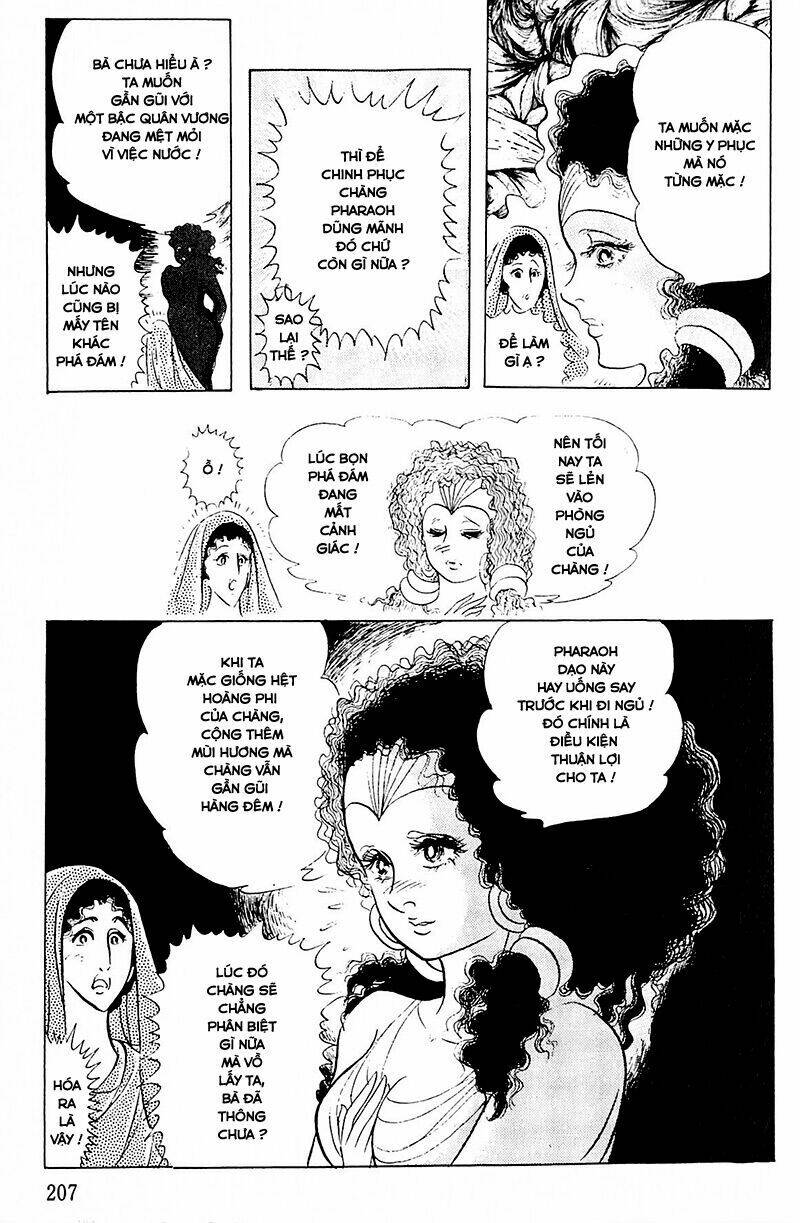 TA MUỐN MẶC
NHỮNG Y PHỤC
MÀ NÓ
TỪNG MẶC !
ĐỂ LÀM
GÌ Ạ ?
THÌ ĐỂ
CHINH PHỤC
CHÀNG
PHARAOH
DŨNG MÃNH
ĐÓ CHỨ
CÒN GÌ NỮA ?
SAO
LẠI
THẾ ?
BÀ CHƯA HIỂU À ?
TA MUỐN
GẦN GŨI VỚI
MỘT BẬC QUÂN VƯƠNG
ĐANG MỆT MỎI
VÌ VIỆC NƯỚC !
NHƯNG
LÚC NÀO
CŨNG BỊ
MẤY TÊN
KHÁC
PHÁ ĐÁM !
NÊN TỐI
NAY TA
SẼ LẺN
VÀO
PHÒNG
NGỦ
CỦA
CHÀNG !
LÚC BỌN
PHÁ ĐÁM
ĐANG
MẤT
CẢNH
GIÁC !
Ồ !
PHARAOH
DẠO NÀY
HAY UỐNG SAY
TRƯỚC KHI ĐI NGỦ !
ĐÓ CHÍNH LÀ
ĐIỀU KIỆN
THUẬN LỢI
CHO TA !
KHI TA
MẶC GIỐNG HỆT
HOÀNG PHI
CỦA CHÀNG,
CỘNG THÊM
MÙI HƯƠNG MÀ
CHÀNG VẪN
GẦN GŨI
HÀNG ĐÊM !
LÚC ĐÓ
CHÀNG SẼ
CHẲNG
PHÂN BIỆT
GÌ NỮA
MÀ VỒ
LẤY TA,
BÀ ĐÃ
THÔNG
CHƯA ?
HÓA
RA
LÀ
VẬY !
207